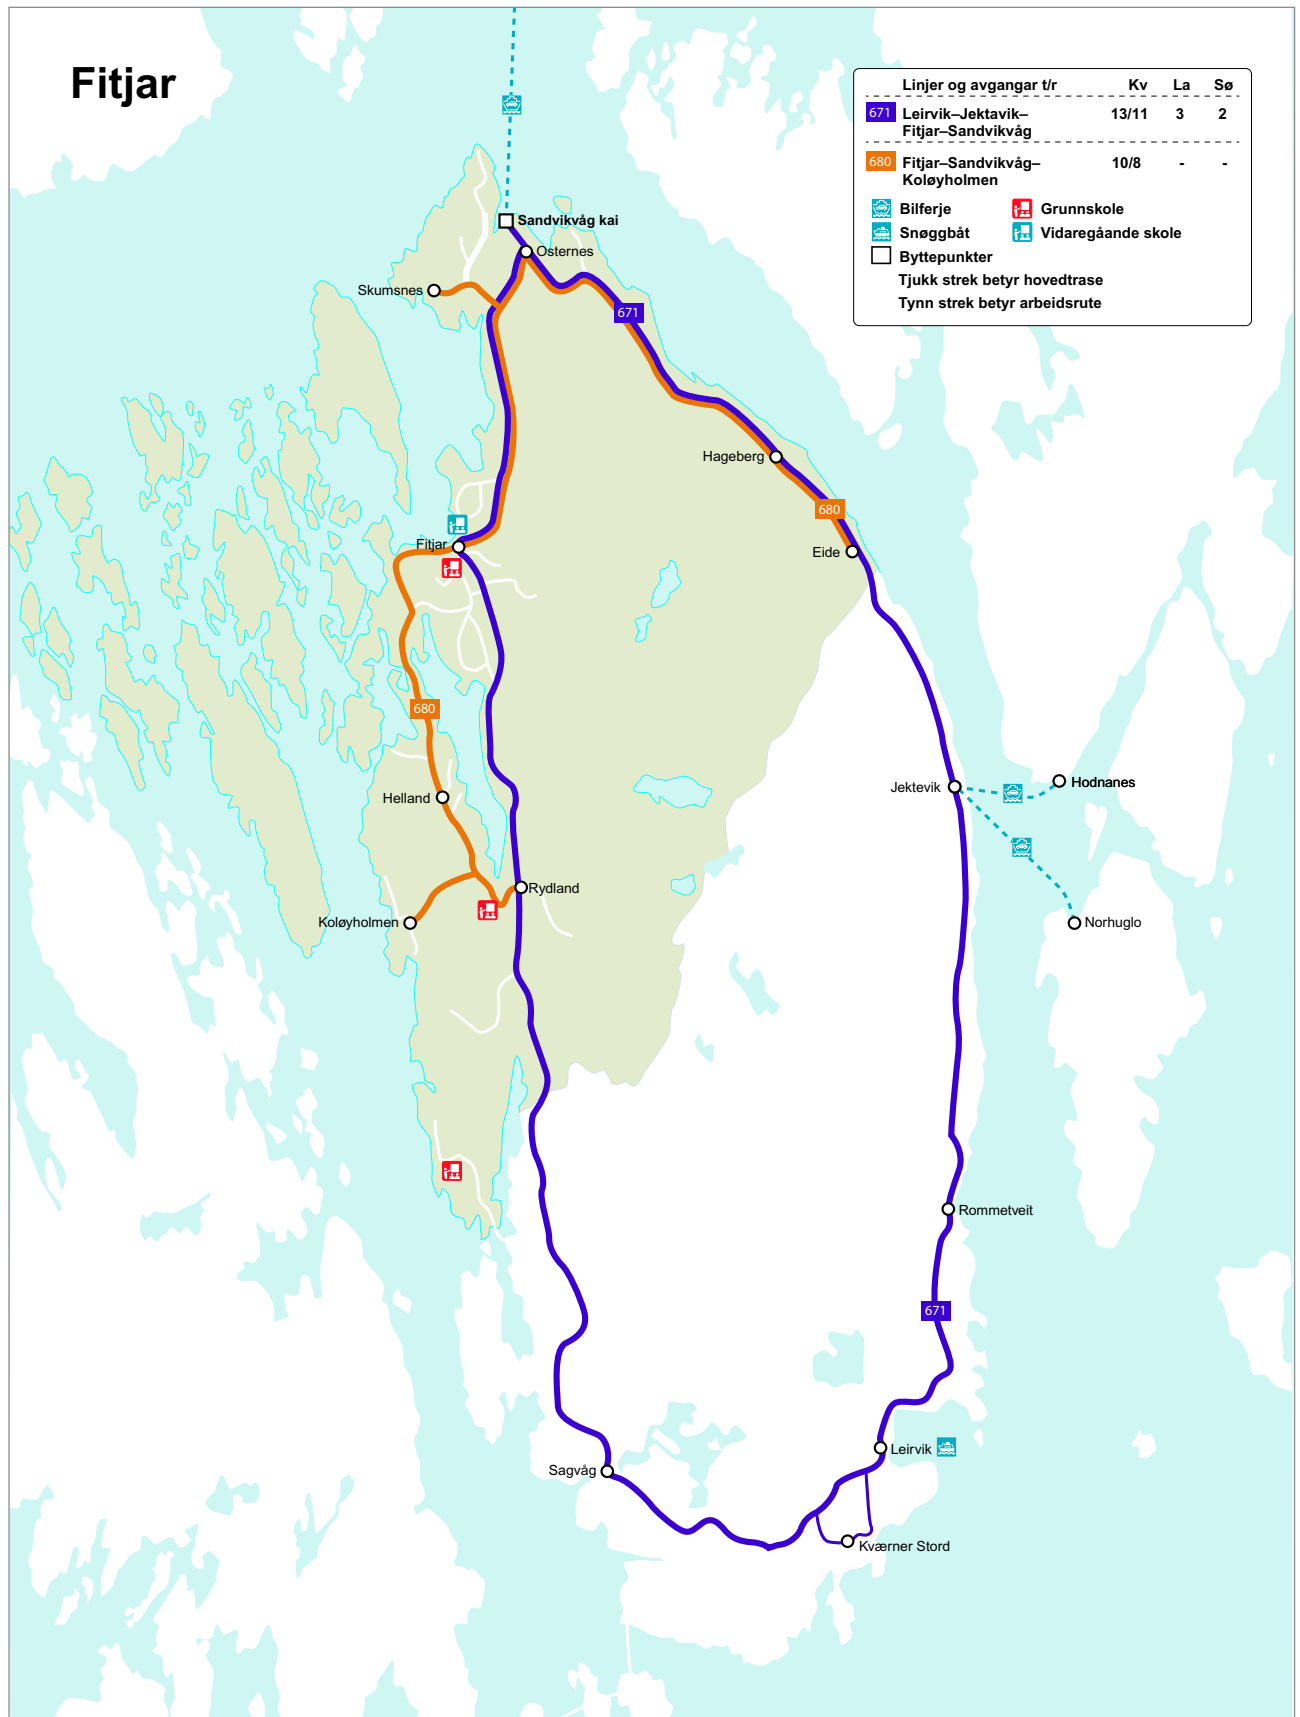 Fitjar
Linjer og avgangar t/r Kv La Sø
671 Leirvik–Jektavik– 13/11 3 2
Fitjar–Sandvikvåg
680 Fitjar–Sandvikvåg– 10/8 - -
Koløyholmen
Bilferje Grunnskole
Snøggbåt Vidaregåande skole
Byttepunkter
Tjukk strek betyr hovedtrase
Tynn strek betyr arbeidsrute
Sandvikvåg kai
Osternes
Skumsnes
671
Hageberg
680
Fitjar
Eide
680
Jektevik
Hodnanes
Helland
Rydland
Koløyholmen
Norhuglo
Rommetveit
671
Leirvik
Sagvåg
Kværner Stord